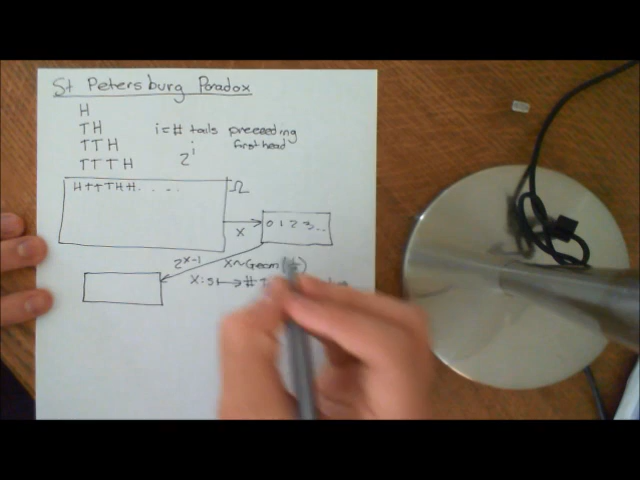 St Petersburg Paradox
H
TH
i = # tails preceeding
TTH
first head
TTTH
2^i
HTTTHH. . . . .
Ω
X
0 1 2 3, ..
2^X-1
X~Geom(
X: s ↦ #